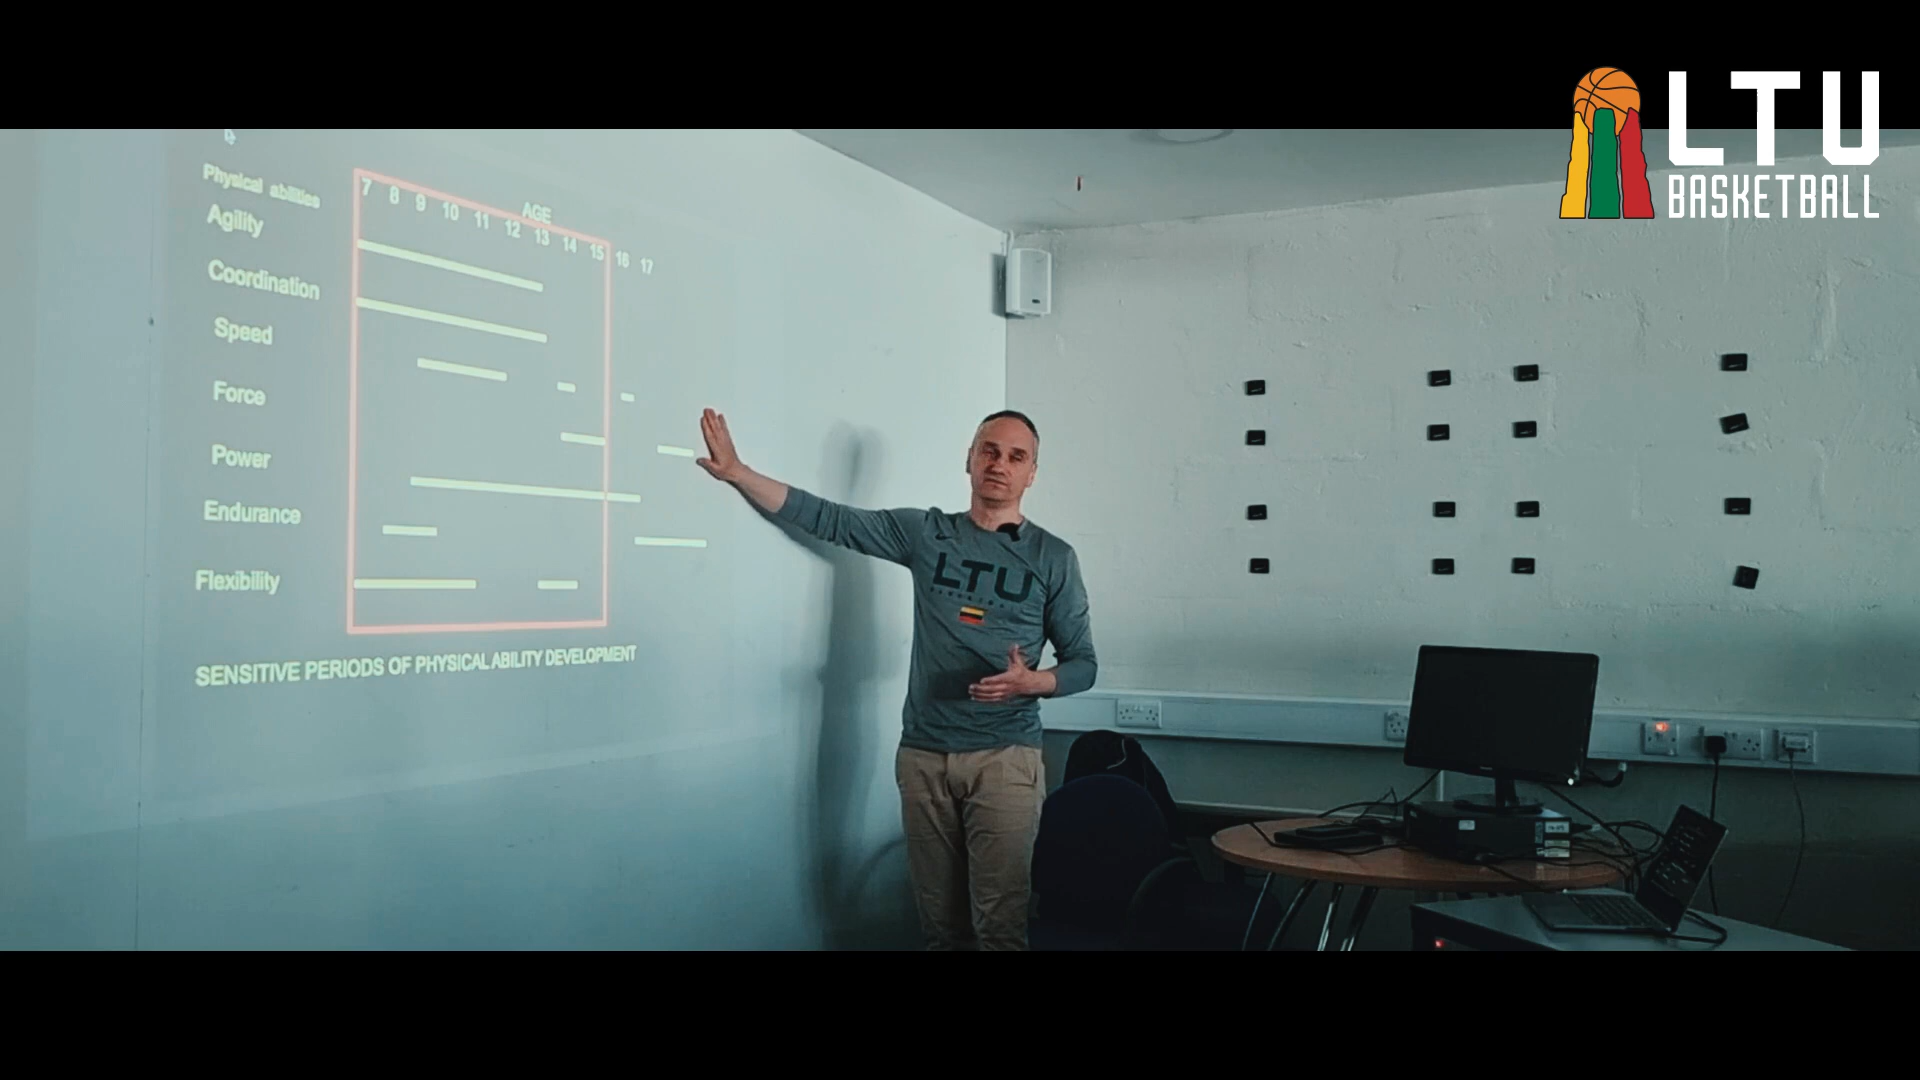 LTU
BASKETBALL
Physical abilities
AGE
7 8 9 10 11 12 13 14 15 16 17
Agility
Coordination
Speed
Force
Power
Endurance
Flexibility
SENSITIVE PERIODS OF PHYSICAL ABILITY DEVELOPMENT
LTU